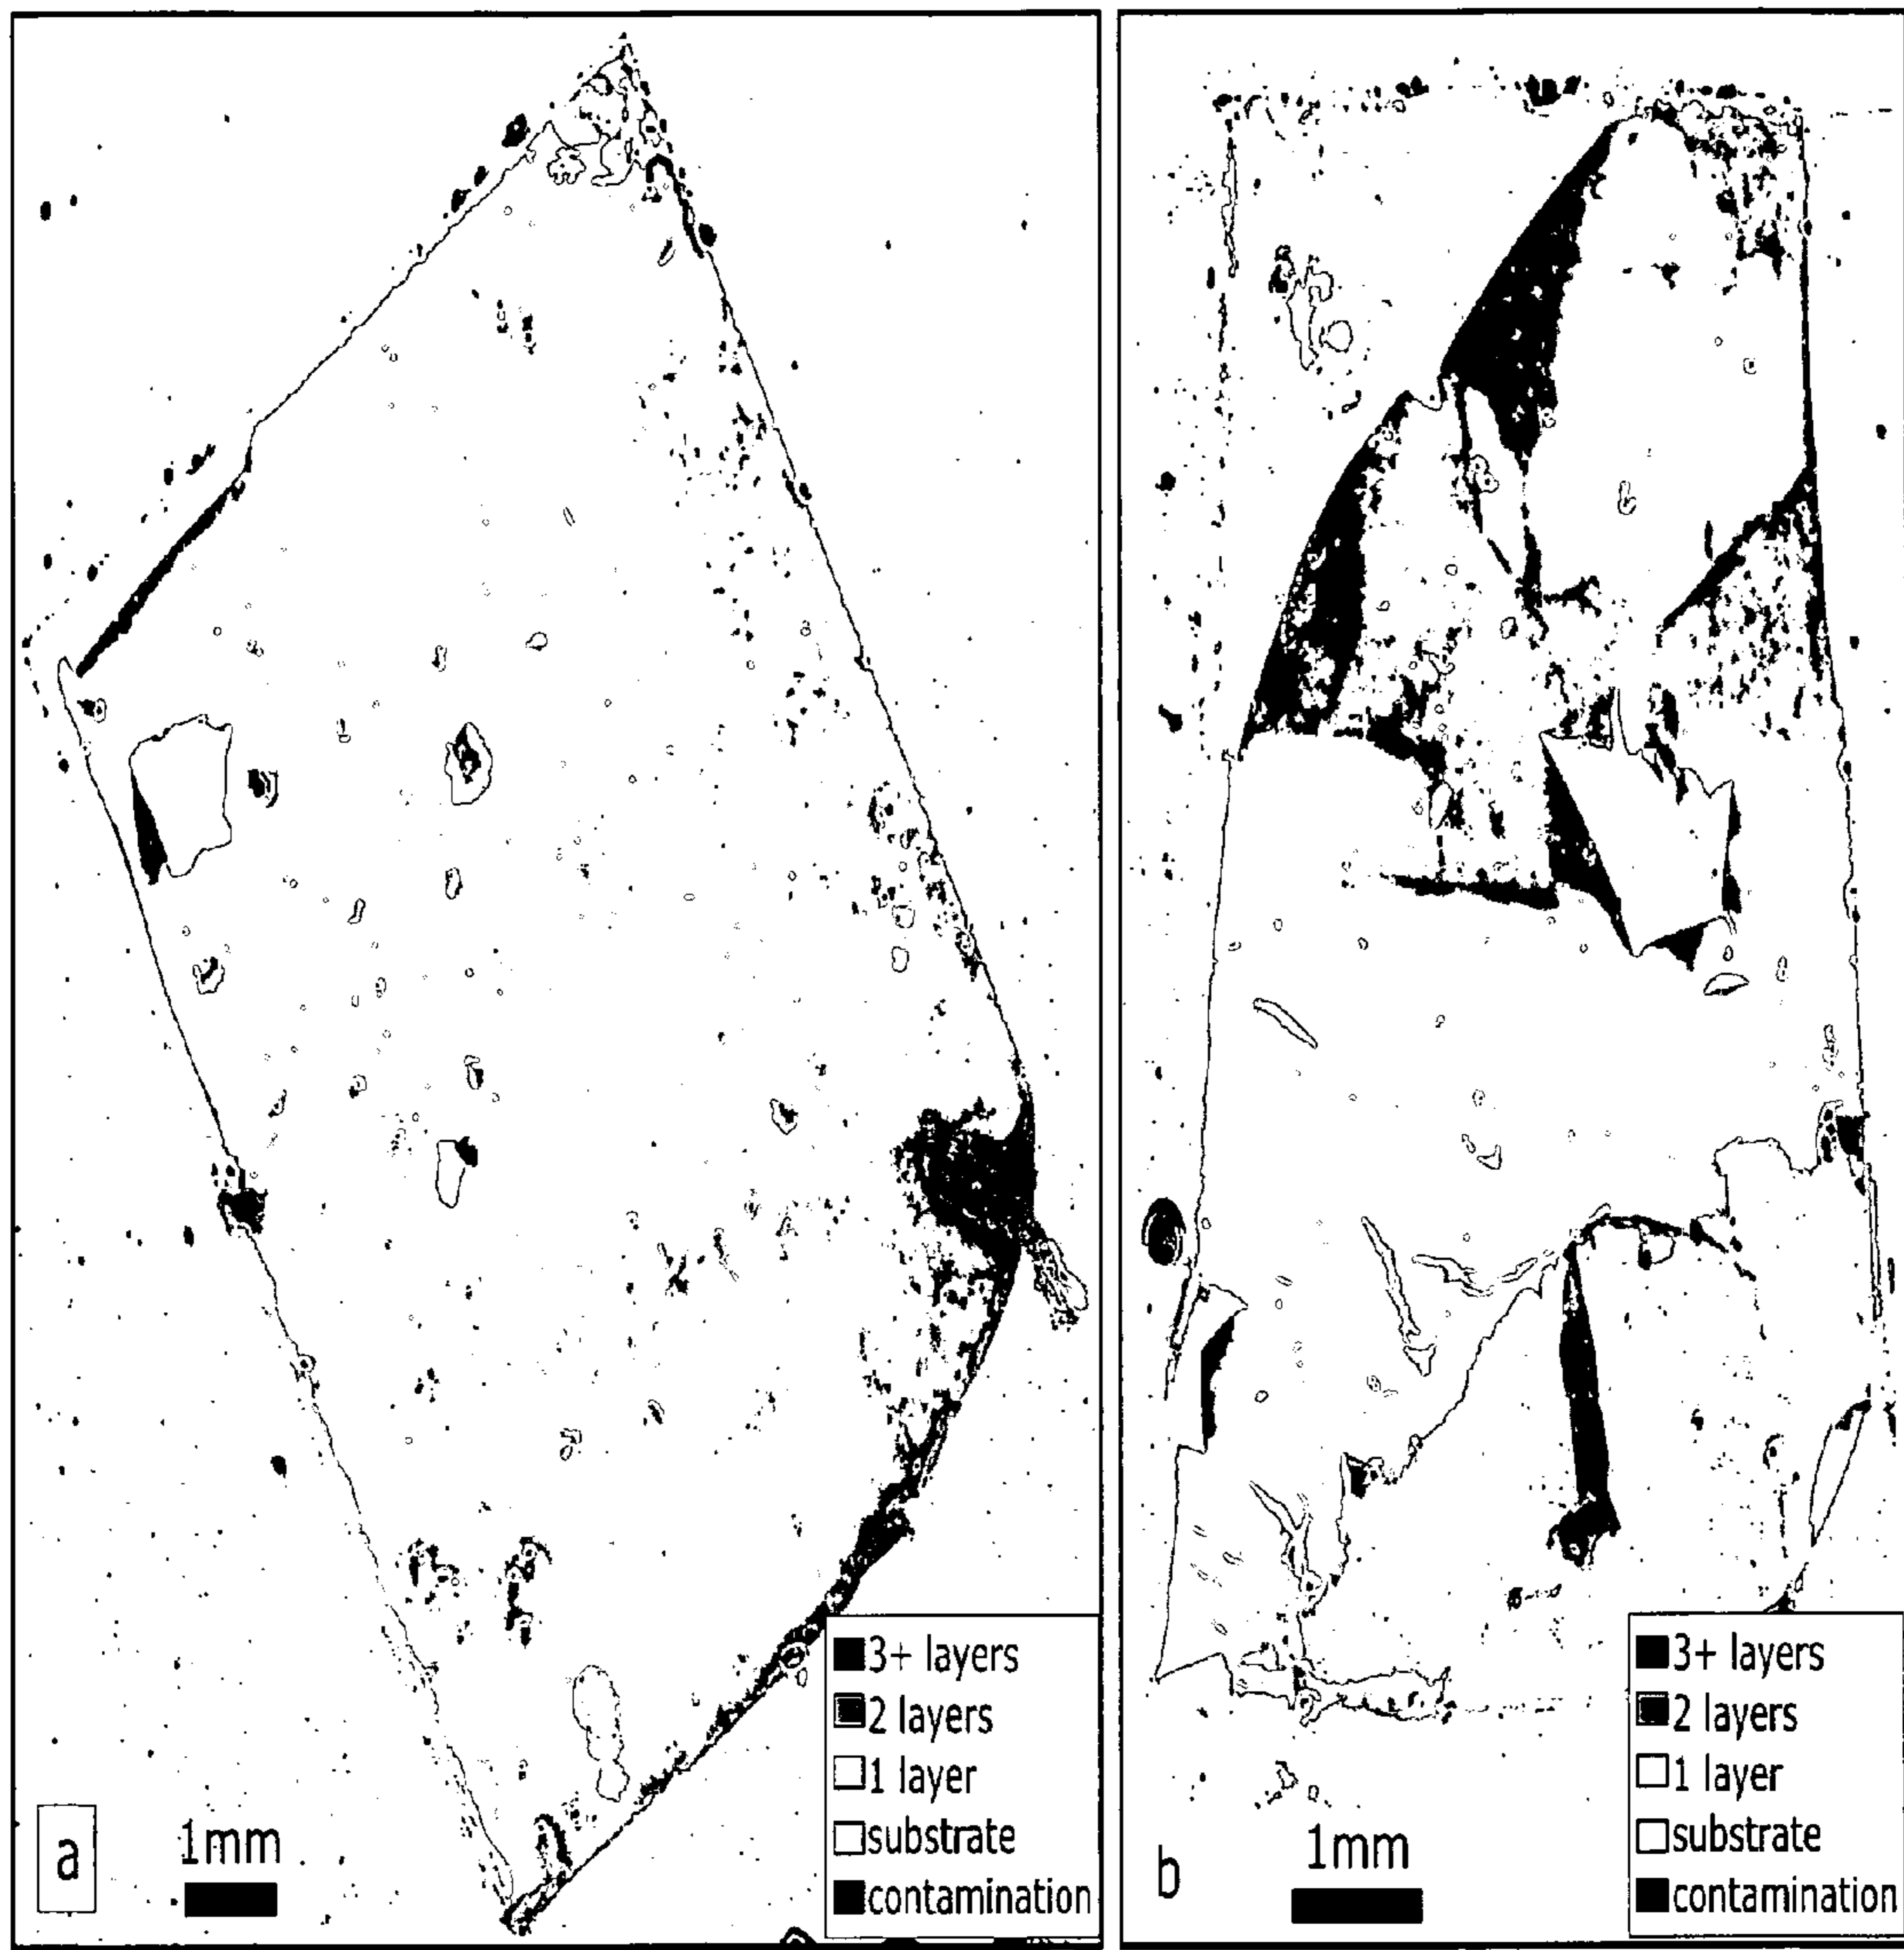 3+ layers
2 layers
1 layer
substrate
contamination
a
1mm
3+ layers
2 layers
1 layer
substrate
contamination
b
1mm